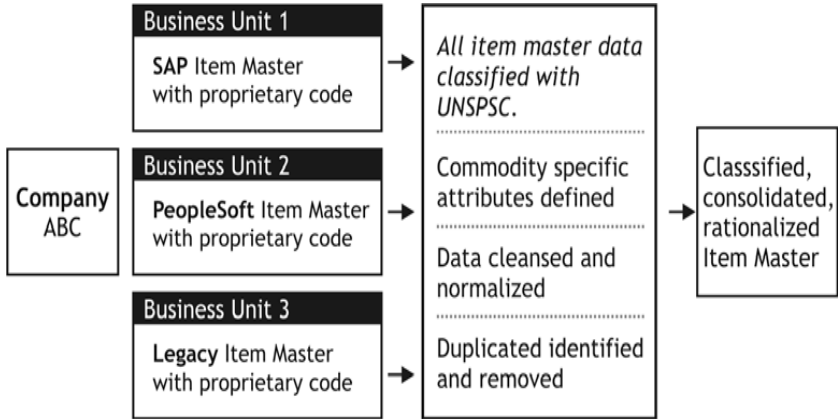 Company
ABC
Business Unit 1
SAP Item Master
with proprietary code
Business Unit 2
PeopleSoft Item Master
with proprietary code
Business Unit 3
Legacy Item Master
with proprietary code
All item master data
classified with
UNSPSC.
Commodity specific
attributes defined
Data cleansed and
normalized
Duplicated identified
and removed
Classsified,
consolidated,
rationalized
Item Master